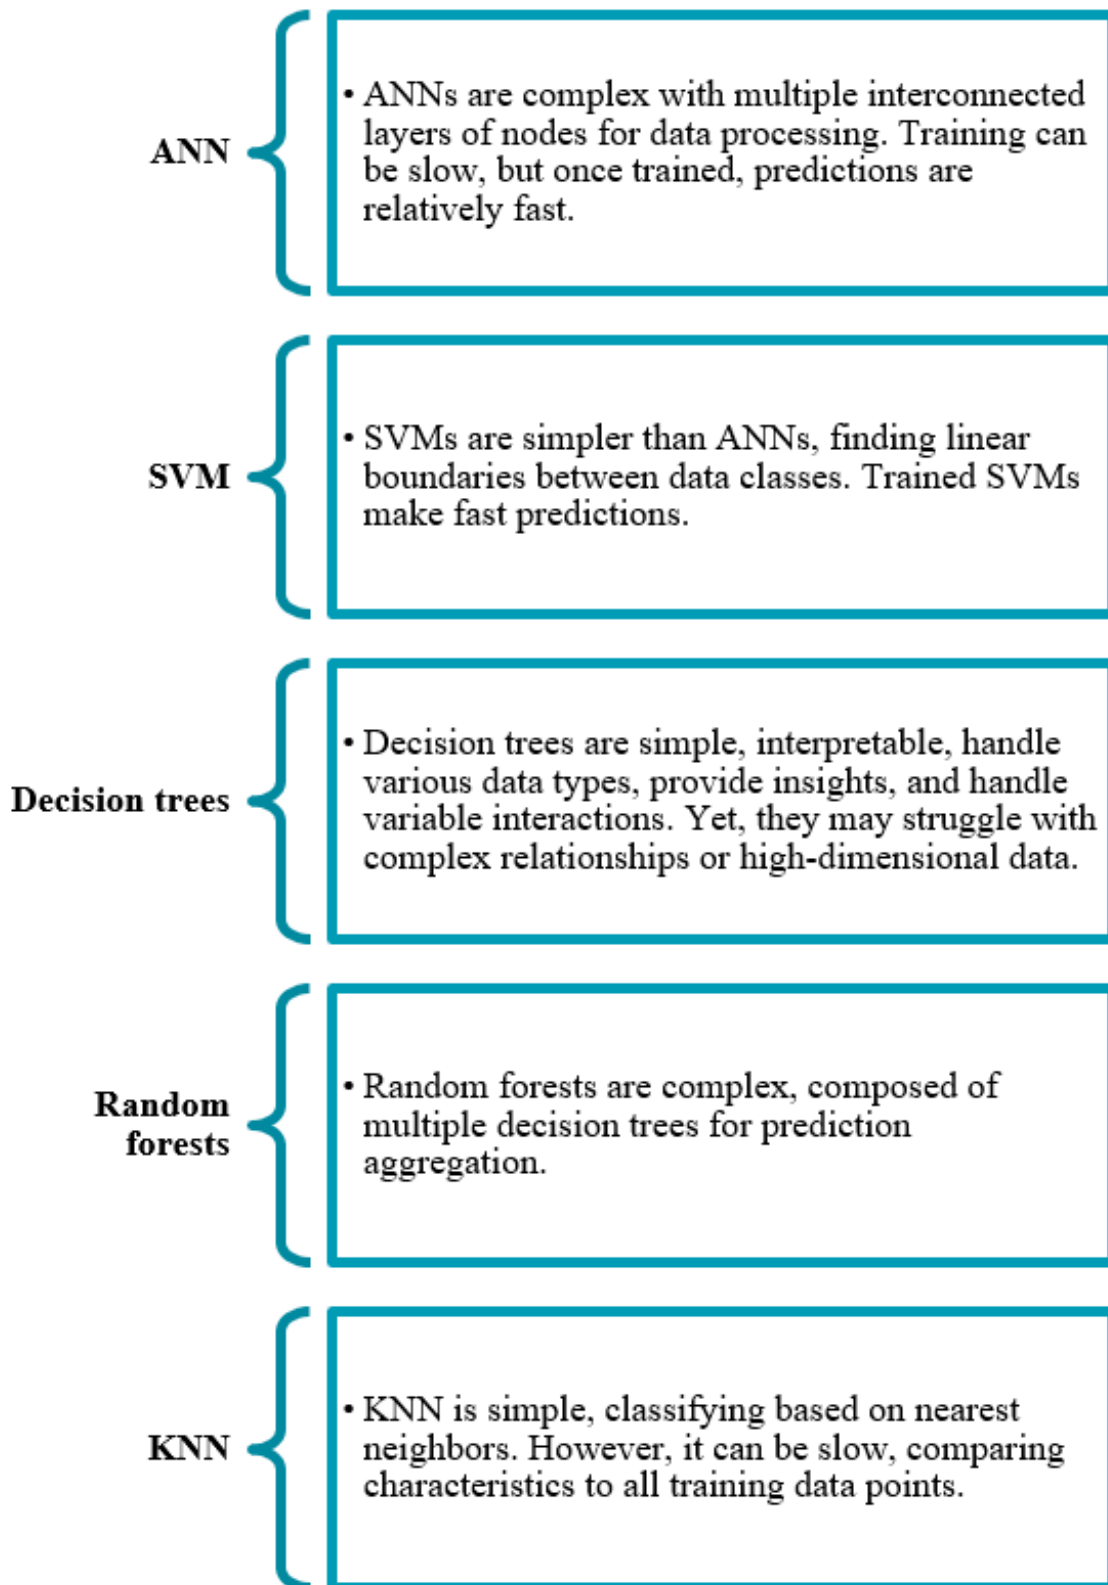 ANN
• ANNs are complex with multiple interconnected
layers of nodes for data processing. Training can
be slow, but once trained, predictions are
relatively fast.
SVM
• SVMs are simpler than ANNs, finding linear
boundaries between data classes. Trained SVMs
make fast predictions.
Decision trees
• Decision trees are simple, interpretable, handle
various data types, provide insights, and handle
variable interactions. Yet, they may struggle with
complex relationships or high-dimensional data.
Random
forests
• Random forests are complex, composed of
multiple decision trees for prediction
aggregation.
KNN
• KNN is simple, classifying based on nearest
neighbors. However, it can be slow, comparing
characteristics to all training data points.